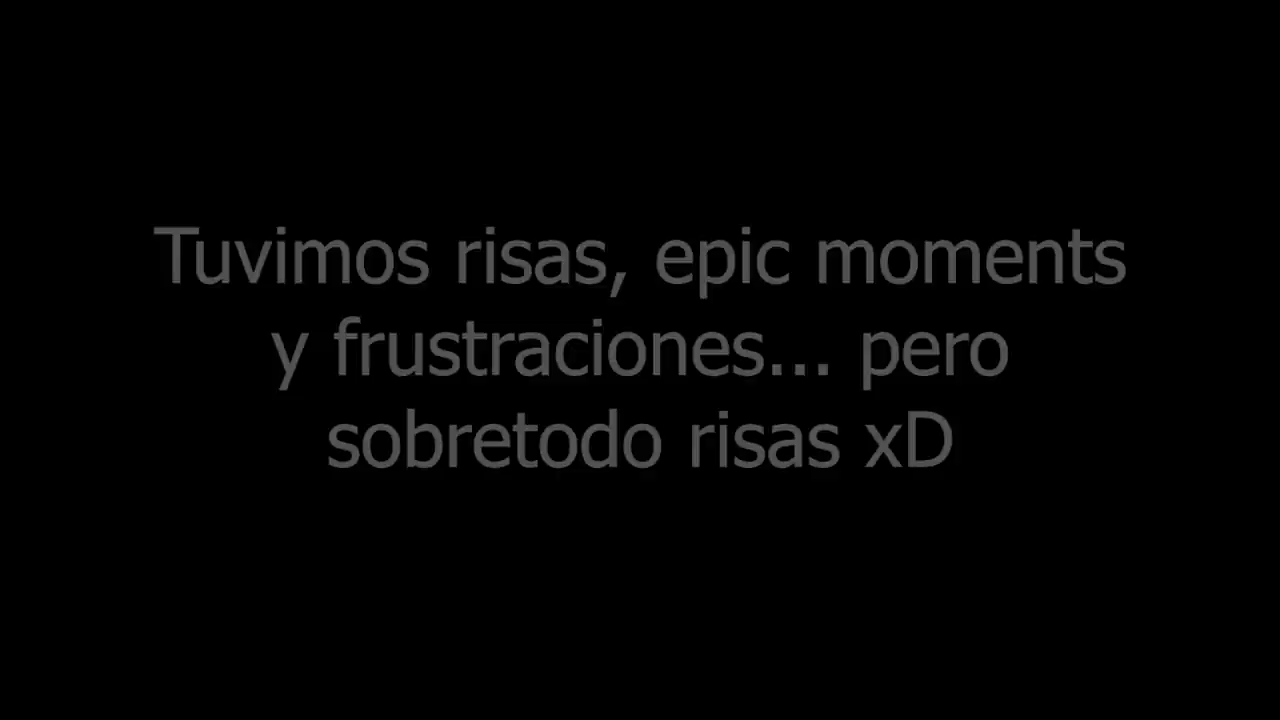 Tuvimos risas, epic moments
y frustraciones... pero
sobretodo risas xD